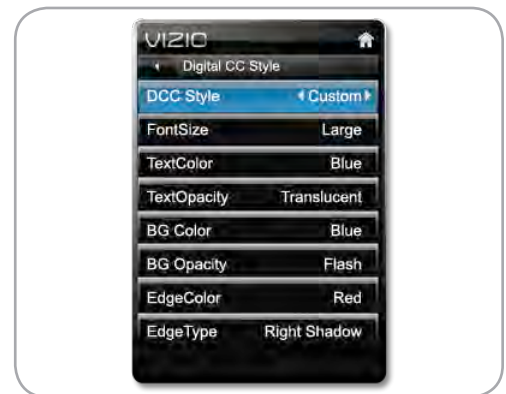 VIZIO
Digital CC Style
DCC Style Custom
FontSize Large
TextColor Blue
TextOpacity Translucent
BG Color Blue
BG Opacity Flash
EdgeColor Red
EdgeType Right Shadow